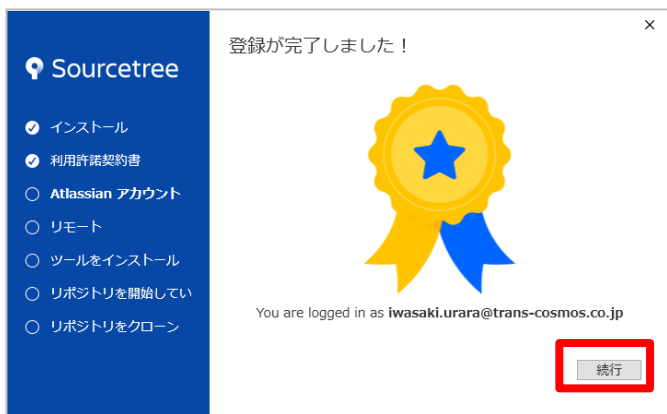 Sourcetree
インストール
利用許諾契約書
Atlassian アカウント
リモート
ツールをインストール
リポジトリを開始してい
リポジトリをクローン
登録が完了しました！
You are logged in as iwasaki.urara@trans-cosmos.co.jp
続行